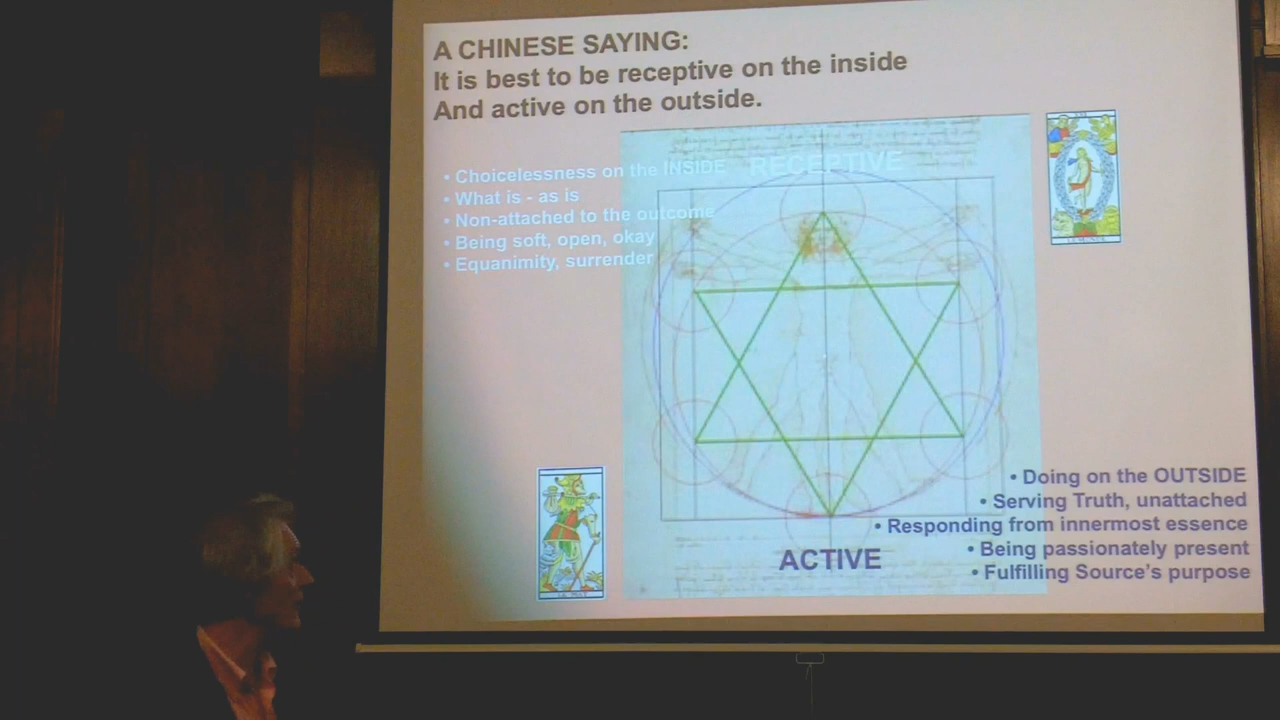 A CHINESE SAYING:
It is best to be receptive on the inside
And active on the outside.
• Choicelessness on the INSIDE
• What is - as is
• Non-attached to the outcome
• Being soft, open, okay
• Equanimity, surrender
RECEPTIVE
ACTIVE
• Doing on the OUTSIDE
• Serving Truth, unattached
• Responding from innermost essence
• Being passionately present
• Fulfilling Source's purpose